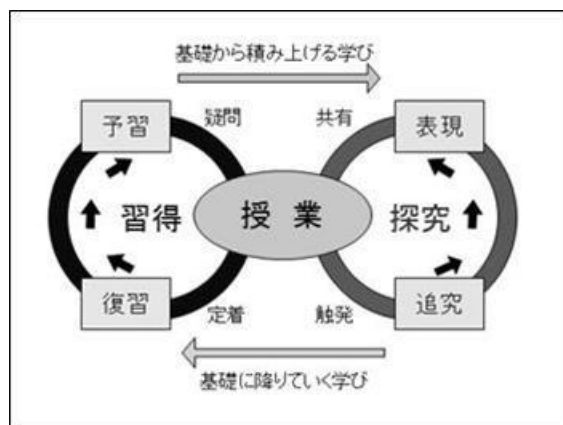 基礎から積み上げる学び
予習
疑問
共有
表現
習得
授業
探究
復習
定着
触発
追究
基礎に降りていく学び